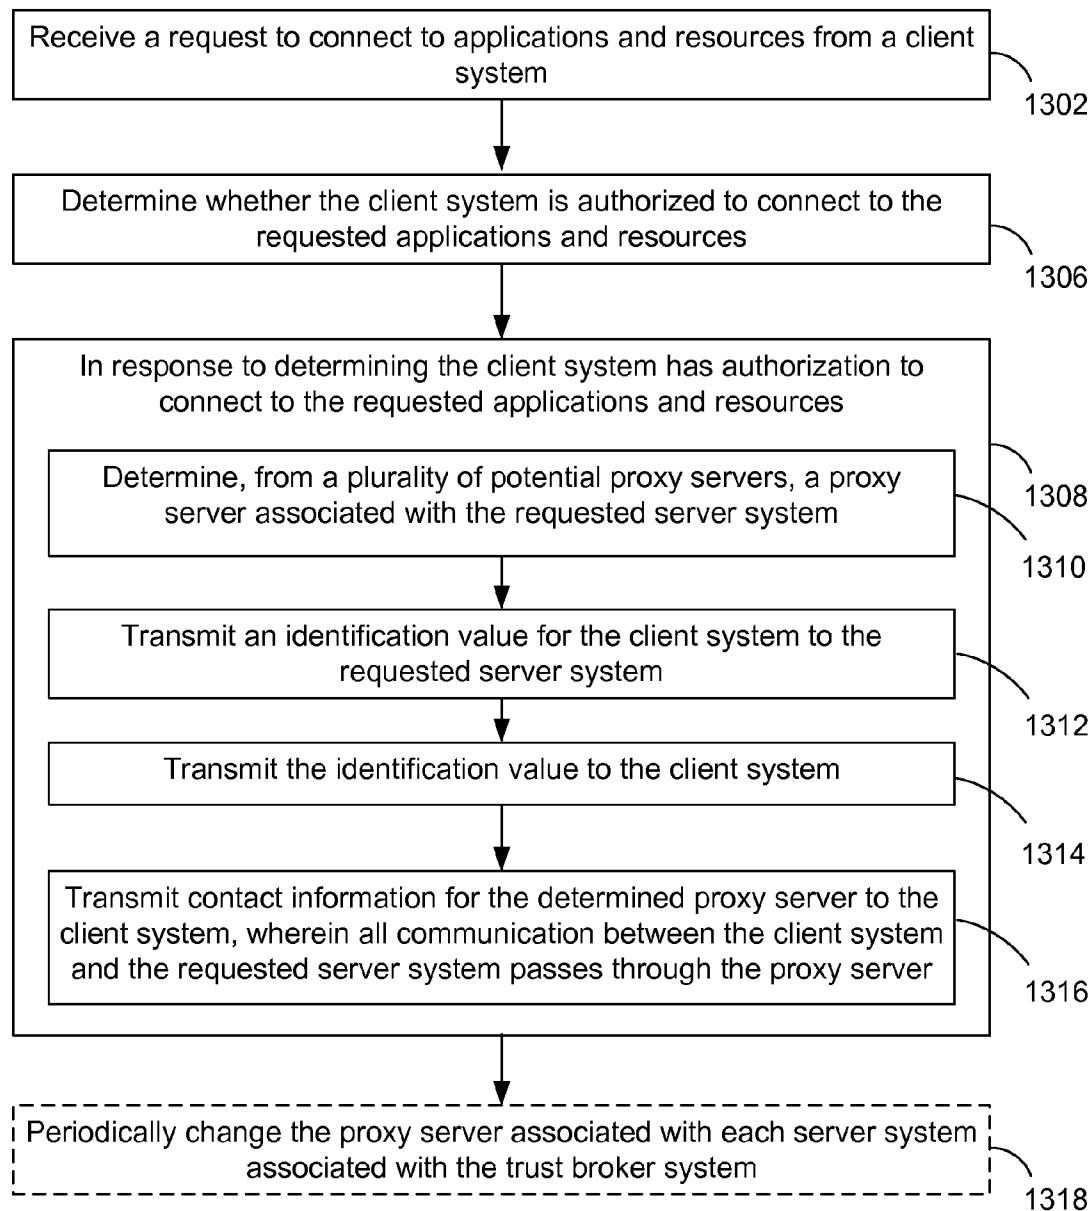 Receive a request to connect to applications and resources from a client
system
1302
Determine whether the client system is authorized to connect to the
requested applications and resources
1306
In response to determining the client system has authorization to
connect to the requested applications and resources
1308
Determine, from a plurality of potential proxy servers, a proxy
server associated with the requested server system
1310
Transmit an identification value for the client system to the
requested server system
1312
Transmit the identification value to the client system
1314
Transmit contact information for the determined proxy server to the
client system, wherein all communication between the client system
and the requested server system passes through the proxy server
1316
Periodically change the proxy server associated with each server system
associated with the trust broker system
1318